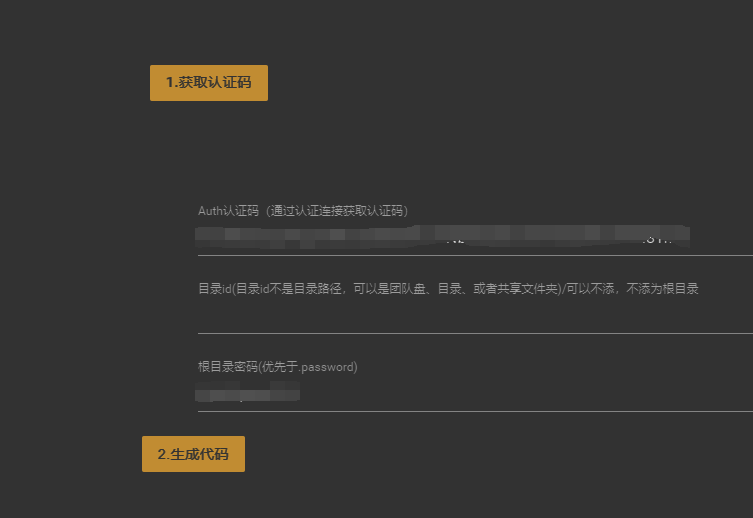 1.获取认证码
Auth认证码（通过认证连接获取认证码）
目录id(目录id不是目录路径，可以是团队盘、目录、或者共享文件夹)/可以不添，不添为根目录
根目录密码(优先于.password)
2.生成代码